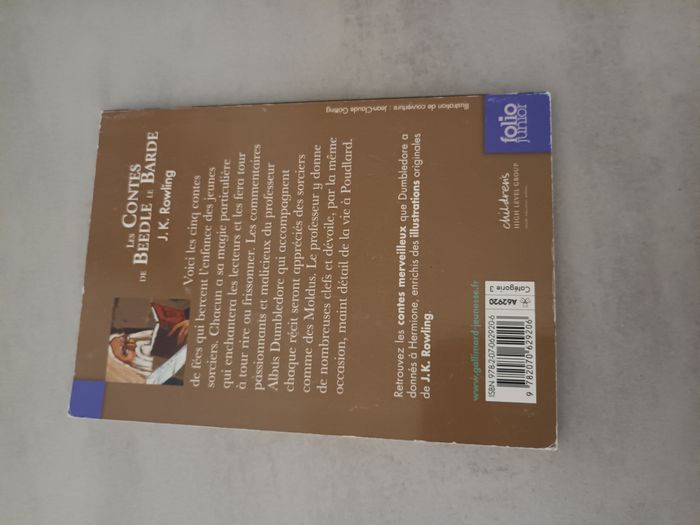 LES CONTES
DE BEEDLE LE BARDE
J. K. Rowling
Voici les cinq contes
de fées qui bercent l'enfance des jeunes
sorciers. Chacun a sa magie particulière
qui enchantera les lecteurs et les fera tour
à tour rire ou frissonner. Les commentaires
passionnants et malicieux du professeur
Albus Dumbledore qui accompagnent
chaque récit seront appréciés des sorciers
comme des Moldus. Le professeur y donne
de nombreuses clefs et dévoile, par la même
occasion, maint détail de la vie à Poudlard.
Retrouvez les contes merveilleux que Dumbledore a
donnés à Hermione, enrichis des illustrations originales
de J.K. Rowling.
www.gallimard-jeunesse.fr
ISBN 978-2-07-062920-6
9 782070 629206
A62920
Catégorie 3
children's
HIGH LEVEL GROUP
folio
junior
Illustration de couverture : Jean-Claude Götting